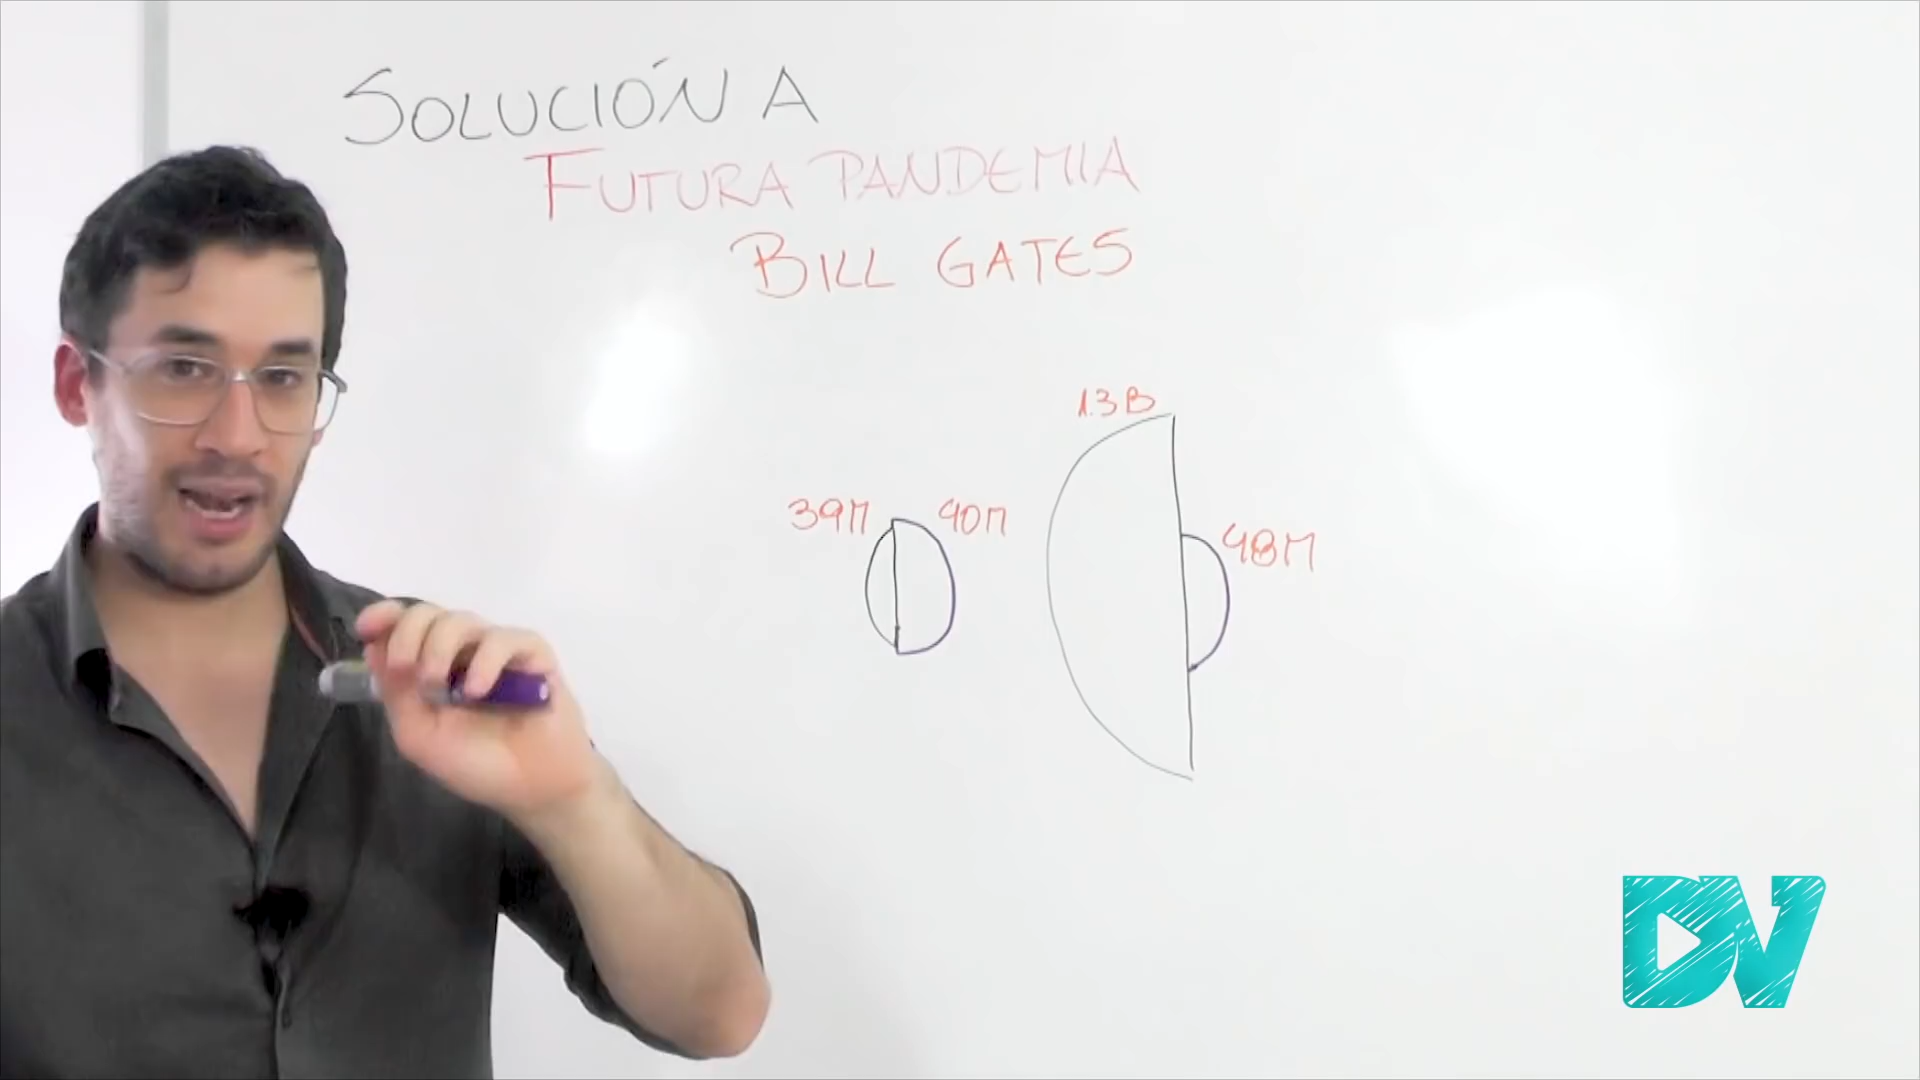 SOLUCIÓN A
FUTURA PANDEMIA
BILL GATES
1.3B
39M
40M
48M
DV